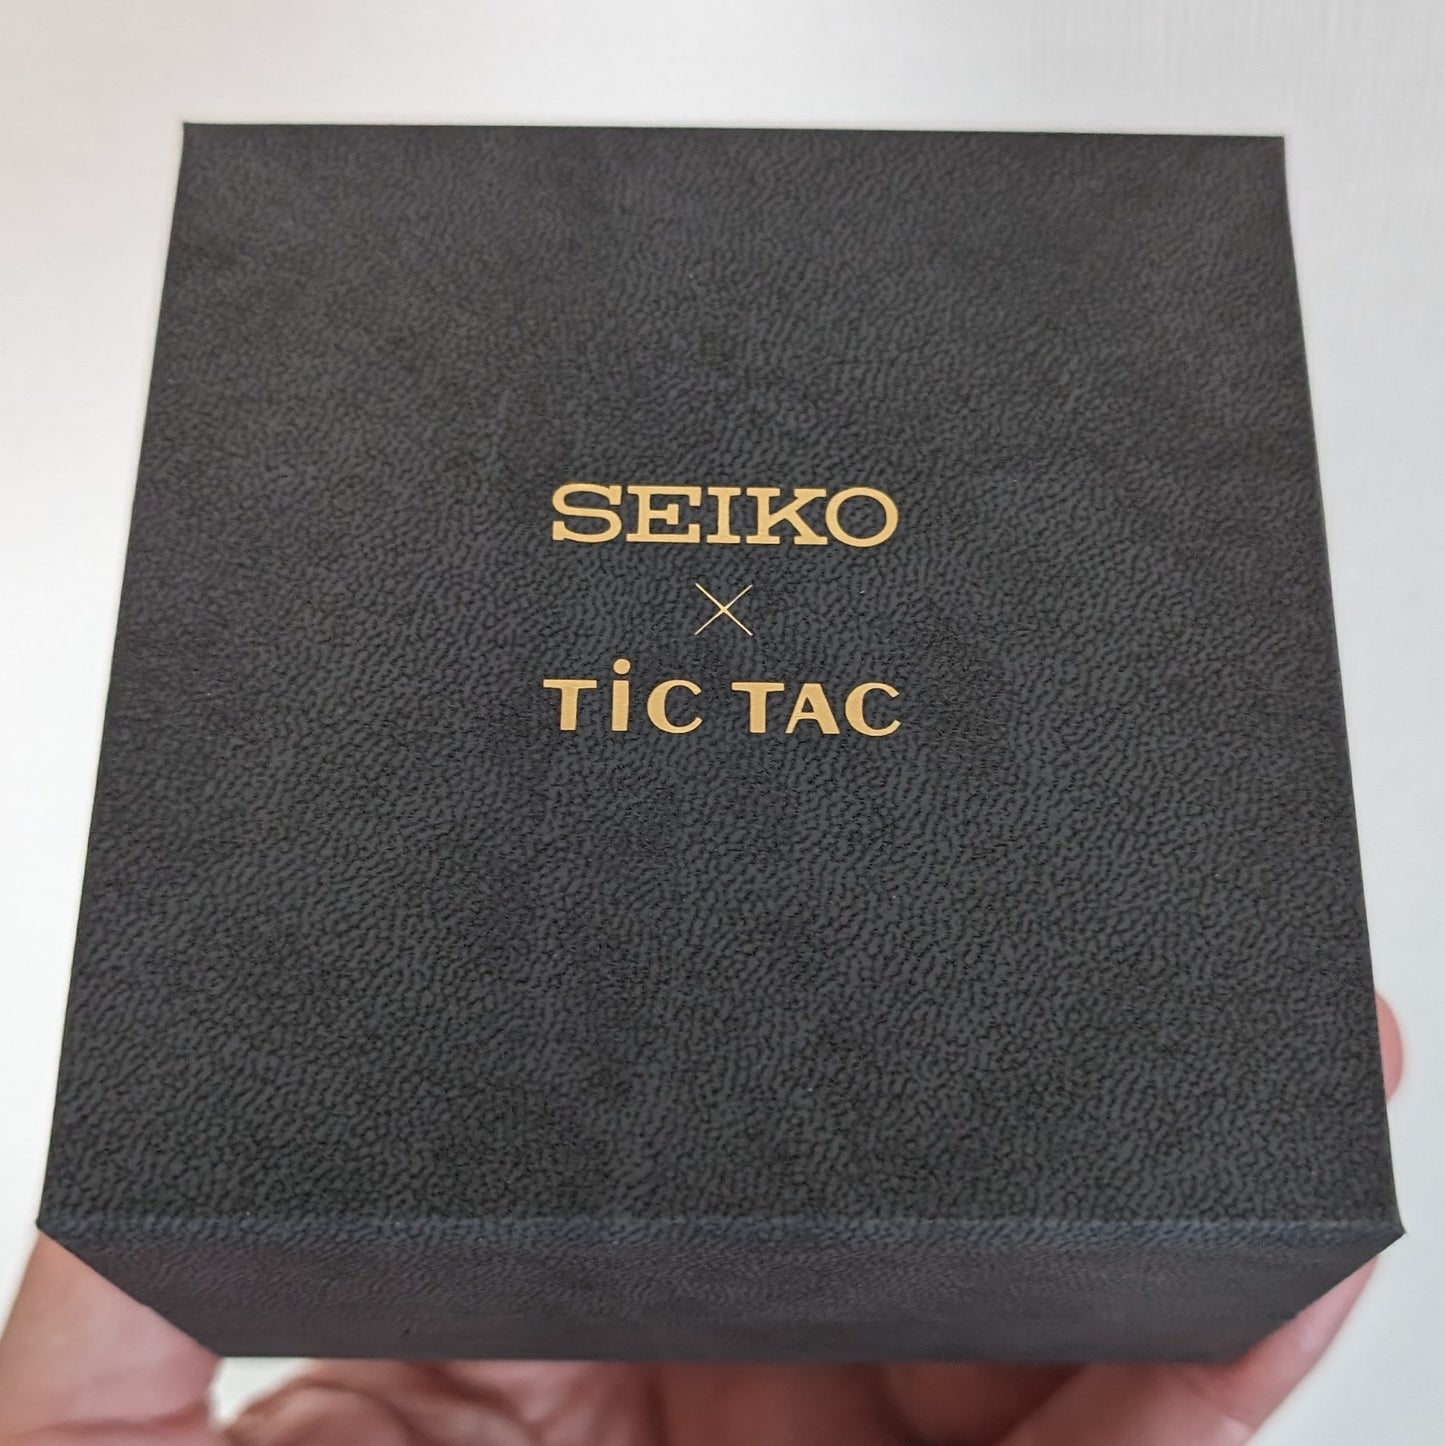 SEIKO
×
TiC TAC